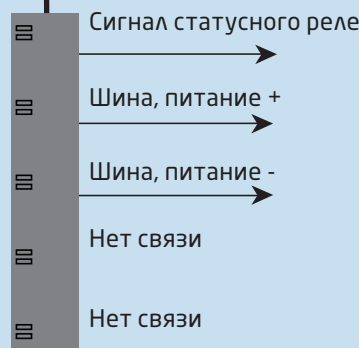 Сигнал статусного реле
Шина, питание +
Шина, питание -
Нет связи
Нет связи